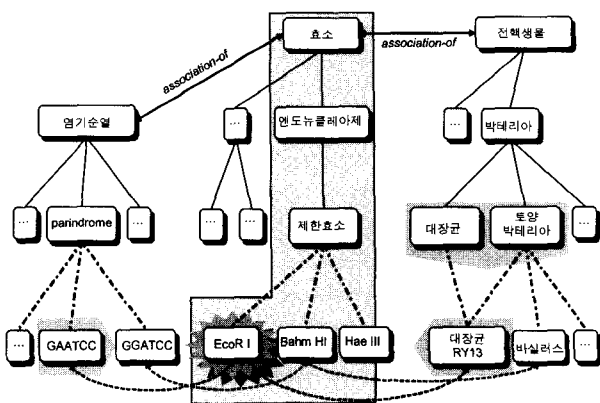 효소
전핵생물
association-of
association-of
염기순열
...
엔도뉴클레아제
...
박테리아
...
parindrome
...
...
...
제한효소
대장균
토양
박테리아
...
...
GAATCC
GGATCC
EcoR I
Bahm HI
Hae III
대장균
RY13
바실러스
...